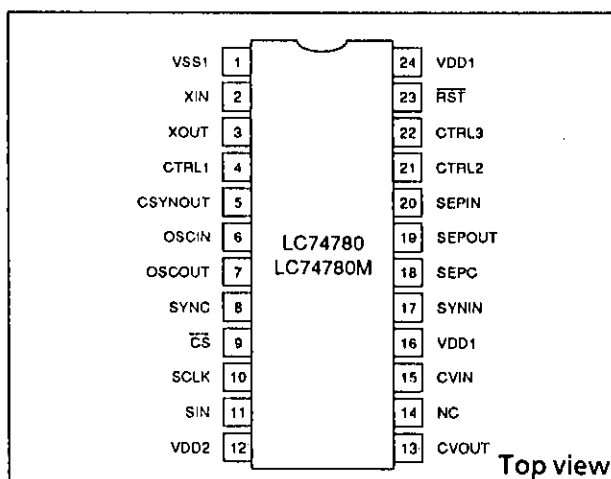 VSS1 1 24 VDD1
XIN 2 23 RST
XOUT 3 22 CTRL3
CTRL1 4 21 CTRL2
CSYNOUT 5 20 SEPIN
OSCIN 6 19 SEPOUT
LC74780
OSCOUT 7 18 SEPC
LC74780M
SYNC 8 17 SYNIN
CS 9 16 VDD1
SCLK 10 15 CVIN
SIN 11 14 NC
VDD2 12 13 CVOUT
Top view